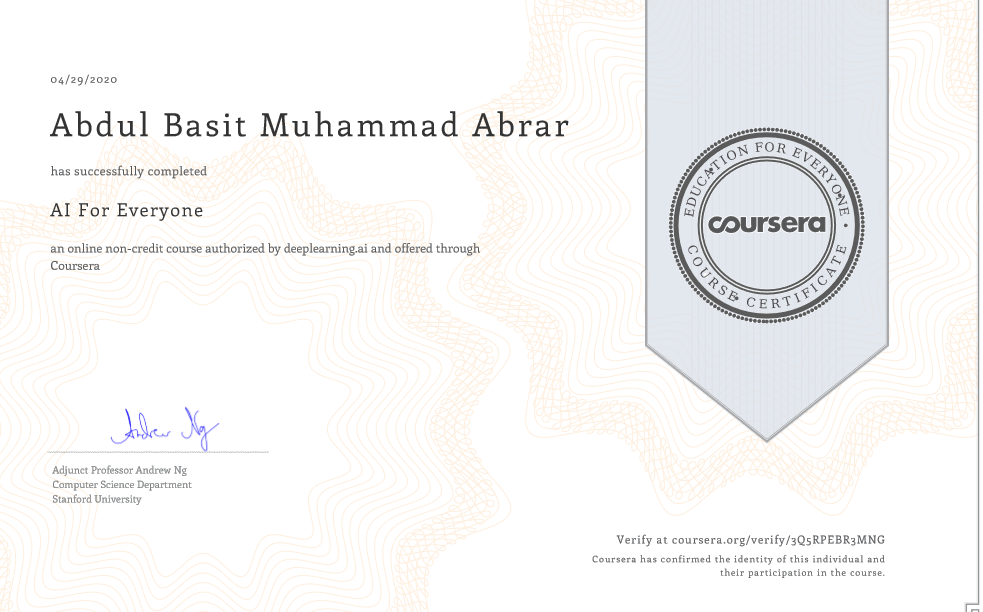 04/29/2020
Abdul Basit Muhammad Abrar
has successfully completed
AI For Everyone
an online non-credit course authorized by deeplearning.ai and offered through
Coursera
EDUCATION FOR EVERYONE
coursera
COURSE CERTIFICATE
Andrew Ng
Adjunct Professor Andrew Ng
Computer Science Department
Stanford University
Verify at coursera.org/verify/3Q5RPEBR3MNG
Coursera has confirmed the identity of this individual and
their participation in the course.